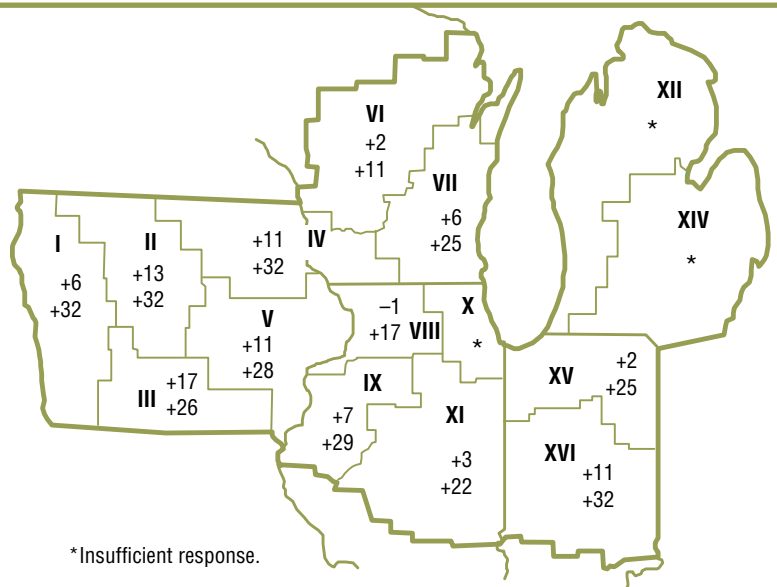 XII
*
VI
+2
+11
VII
+6
+25
XIV
*
I
+6
+32
II
+13
+32
+11 IV
+32
V
+11
+28
–1
+17 VIII
X
*
III +17
+26
IX
+7
+29
XI
+3
+22
XV +2
+25
XVI
+11
+32
*Insufficient response.